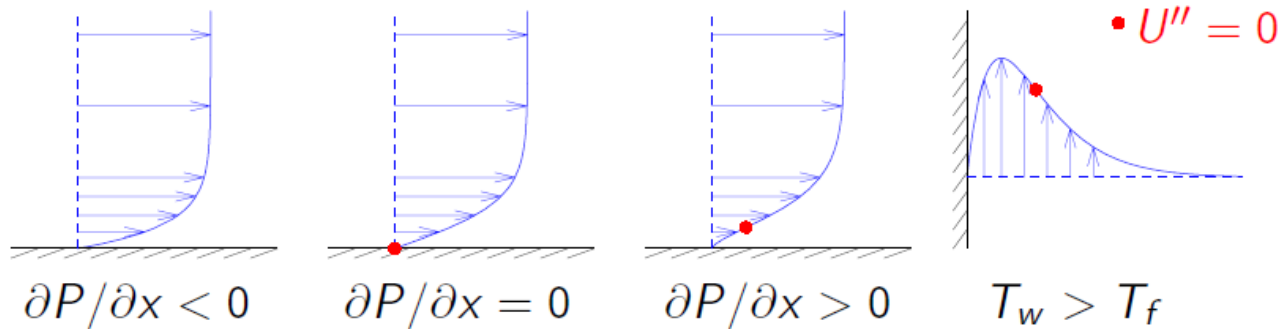 U″ = 0
∂P/∂x < 0
∂P/∂x = 0
∂P/∂x > 0
T_w > T_f